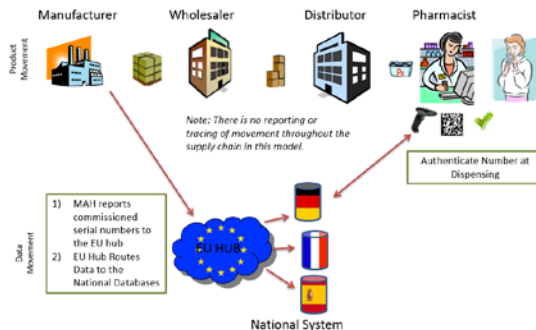 Manufacturer
Wholesaler
Distributor
Pharmacist
Product
Movement
Rx
Note: There is no reporting or
tracing of movement throughout the
supply chain in this model.
Authenticate Number at
Dispensing
1) MAH reports
commissioned
serial numbers to
the EU hub
2) EU Hub Routes
Data to the
National Databases
Data
Movement
EU HUB
National System